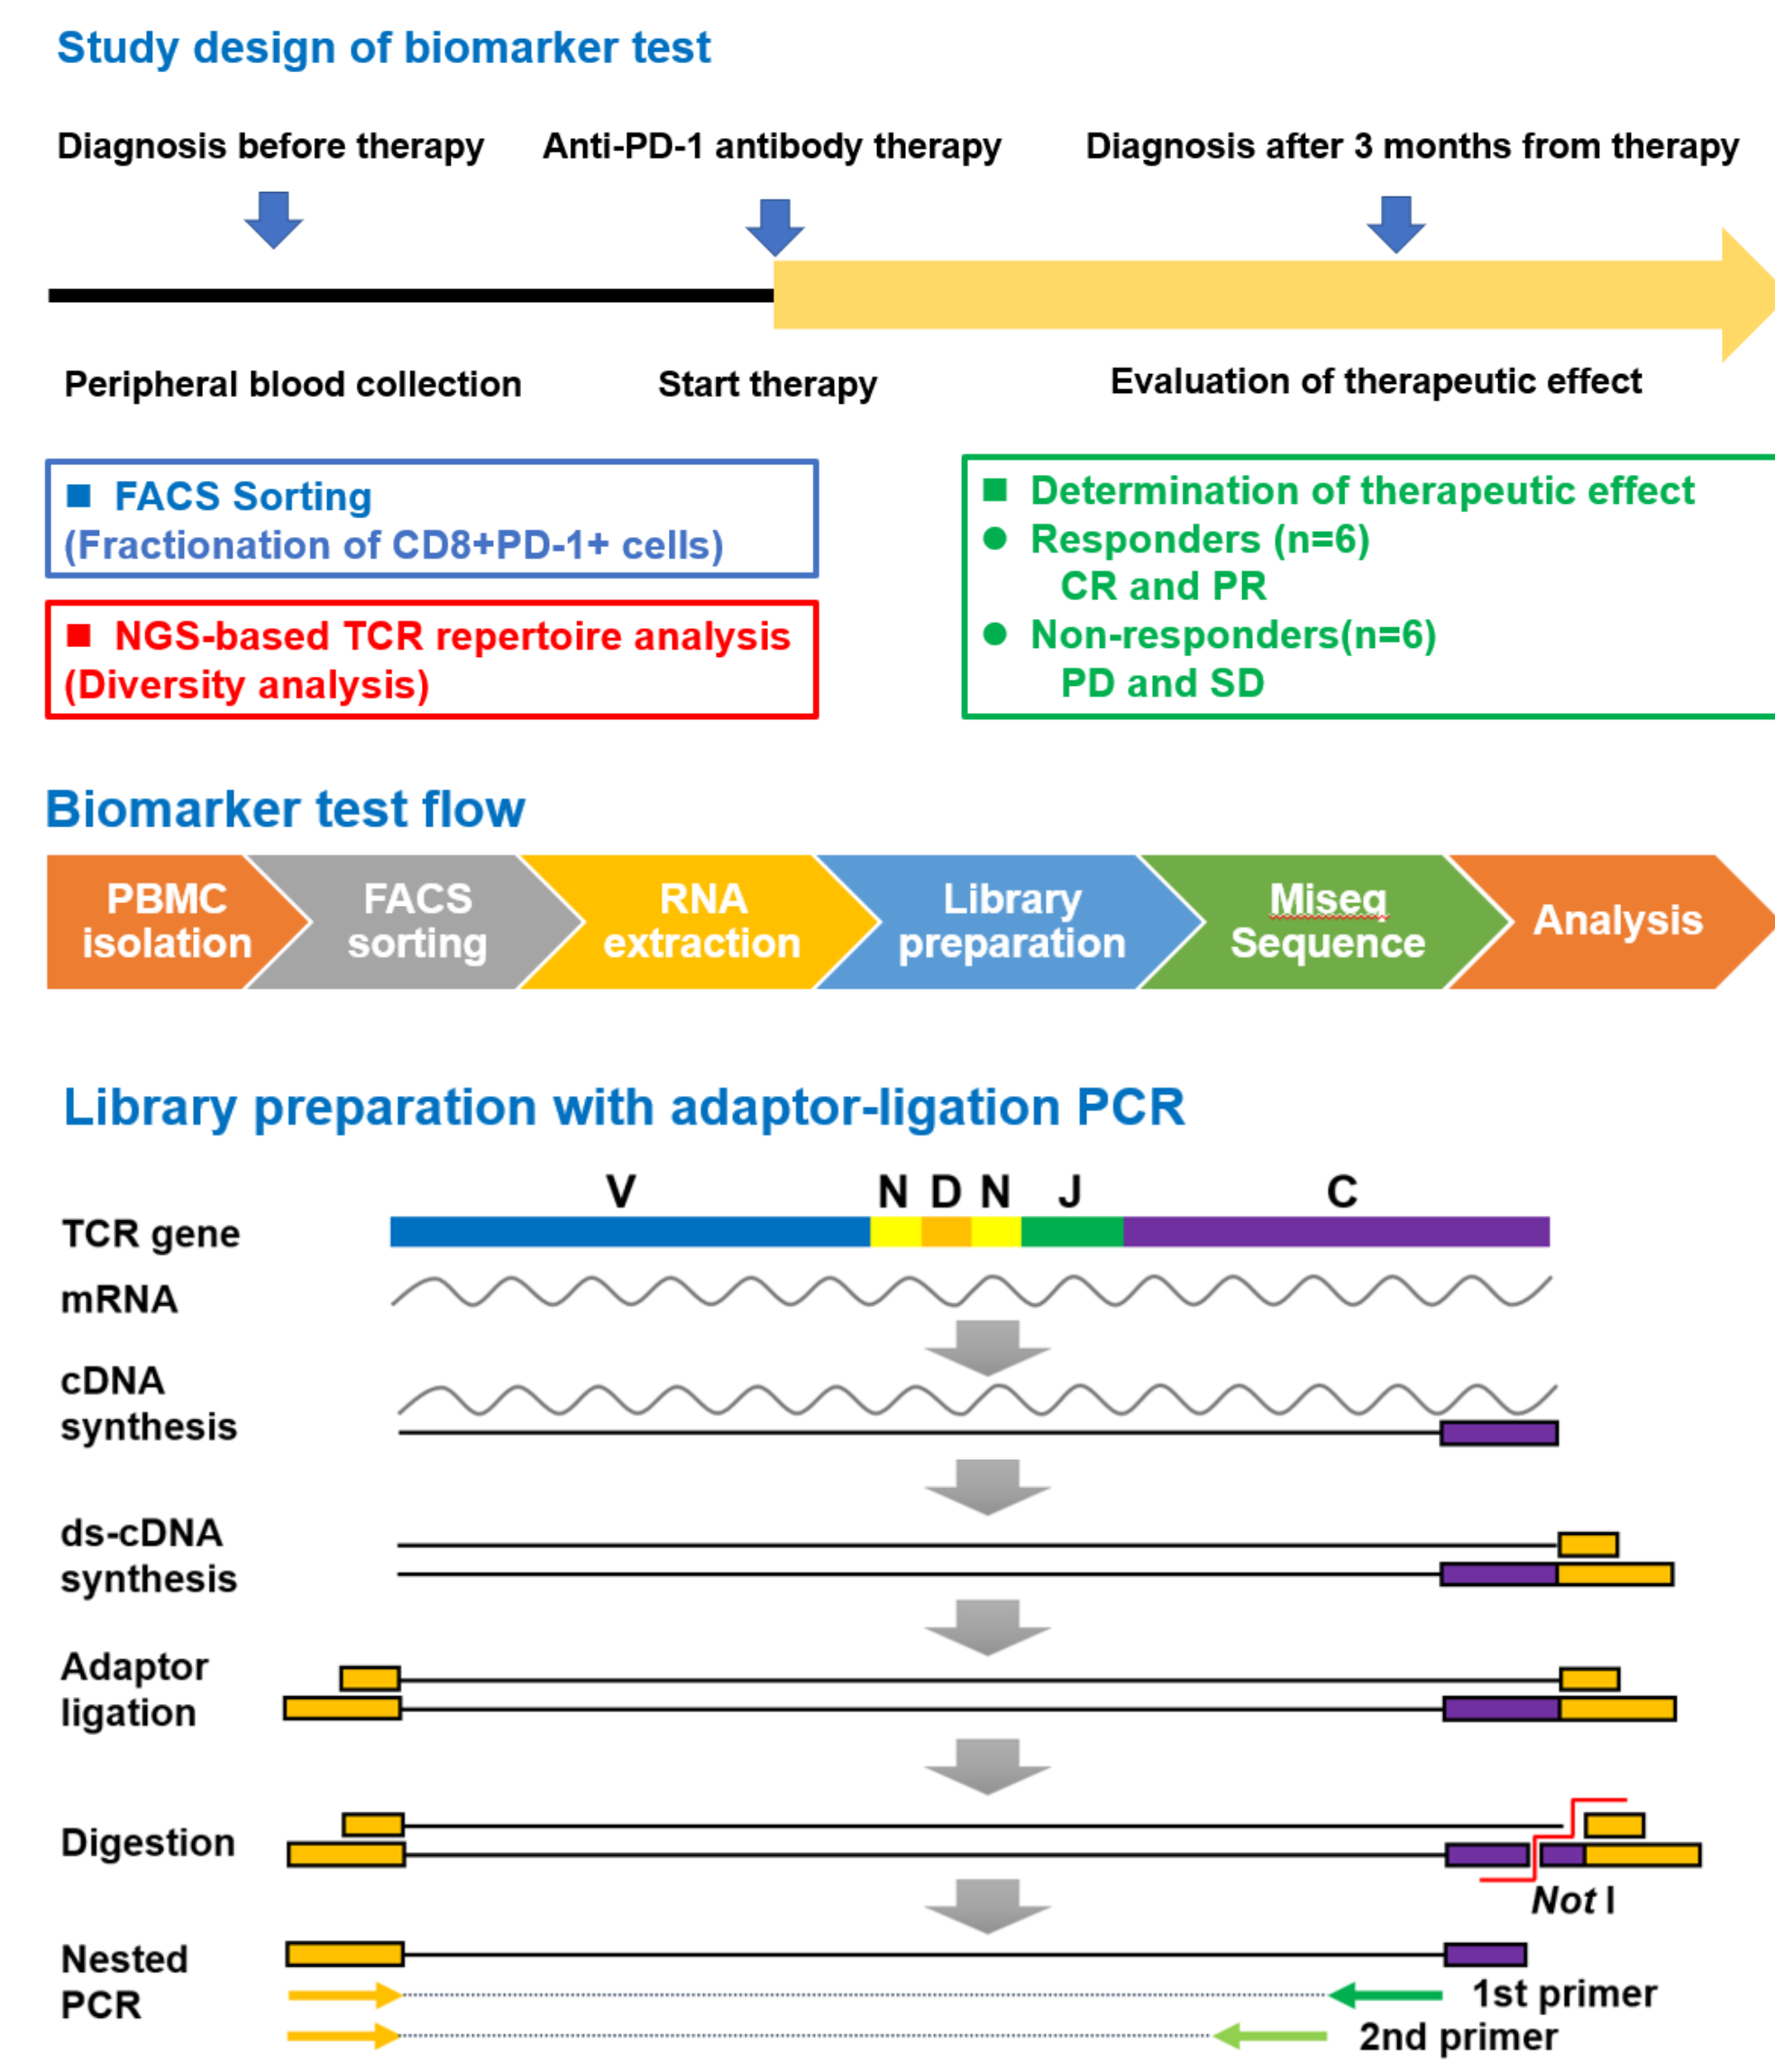 Study design of biomarker test
Diagnosis before therapy
Anti-PD-1 antibody therapy
Diagnosis after 3 months from therapy
Peripheral blood collection
Start therapy
Evaluation of therapeutic effect
■ FACS Sorting
(Fractionation of CD8+PD-1+ cells)
■ NGS-based TCR repertoire analysis
(Diversity analysis)
■ Determination of therapeutic effect
● Responders (n=6)
CR and PR
● Non-responders(n=6)
PD and SD
Biomarker test flow
PBMC
isolation
FACS
sorting
RNA
extraction
Library
preparation
Miseq
Sequence
Analysis
Library preparation with adaptor-ligation PCR
V N D N J C
TCR gene
mRNA
cDNA
synthesis
ds-cDNA
synthesis
Adaptor
ligation
Digestion
Not I
Nested
PCR
1st primer
2nd primer